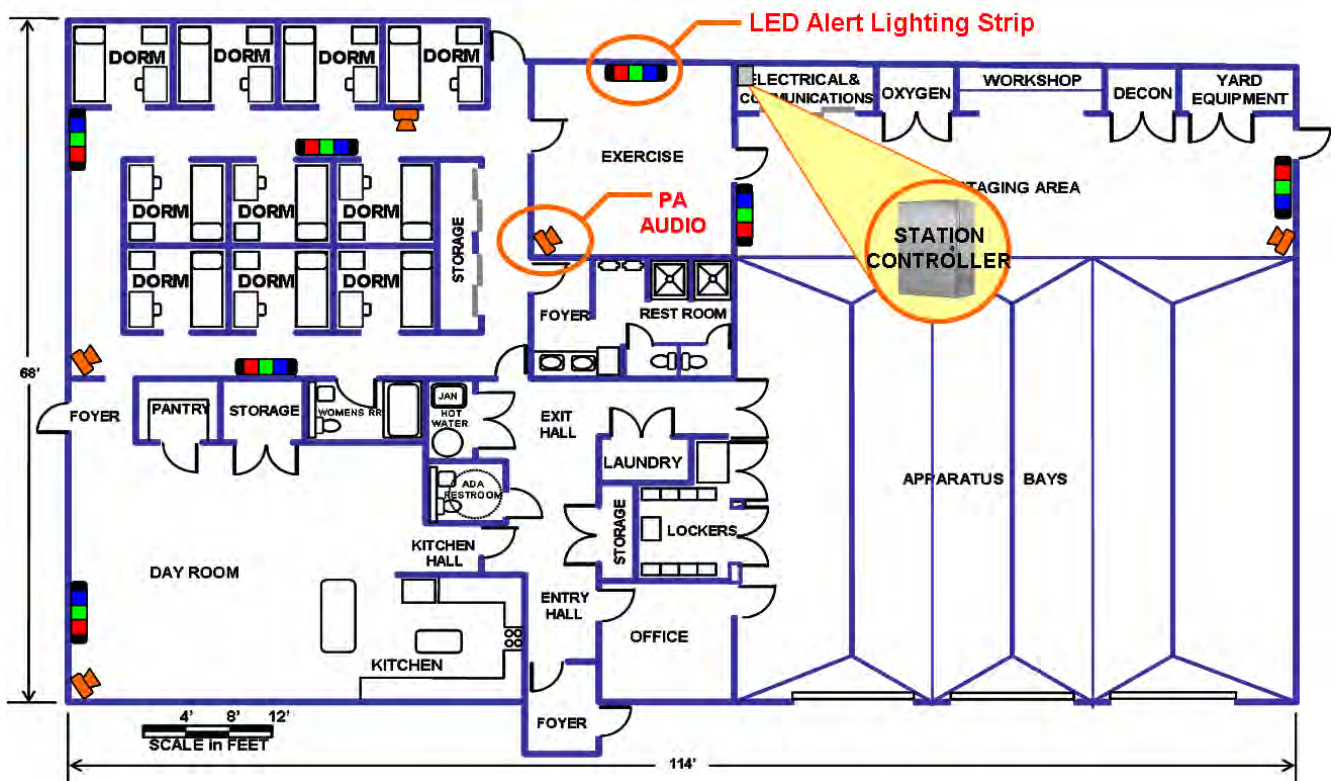 LED Alert Lighting Strip
DORM
DORM
DORM
DORM
ELECTRICAL&
COMMUNICATIONS
OXYGEN
WORKSHOP
DECON
YARD
EQUIPMENT
EXERCISE
PA
AUDIO
STAGING AREA
DORM
DORM
DORM
STORAGE
STATION
CONTROLLER
DORM
DORM
DORM
FOYER
REST ROOM
68'
FOYER
PANTRY
STORAGE
WOMENS RR
JAN
HOT
WATER
EXIT
HALL
LAUNDRY
ADA
RESTROOM
APPARATUS BAYS
STORAGE
LOCKERS
KITCHEN
HALL
DAY ROOM
ENTRY
HALL
OFFICE
KITCHEN
4' 8' 12'
SCALE in FEET
FOYER
114'